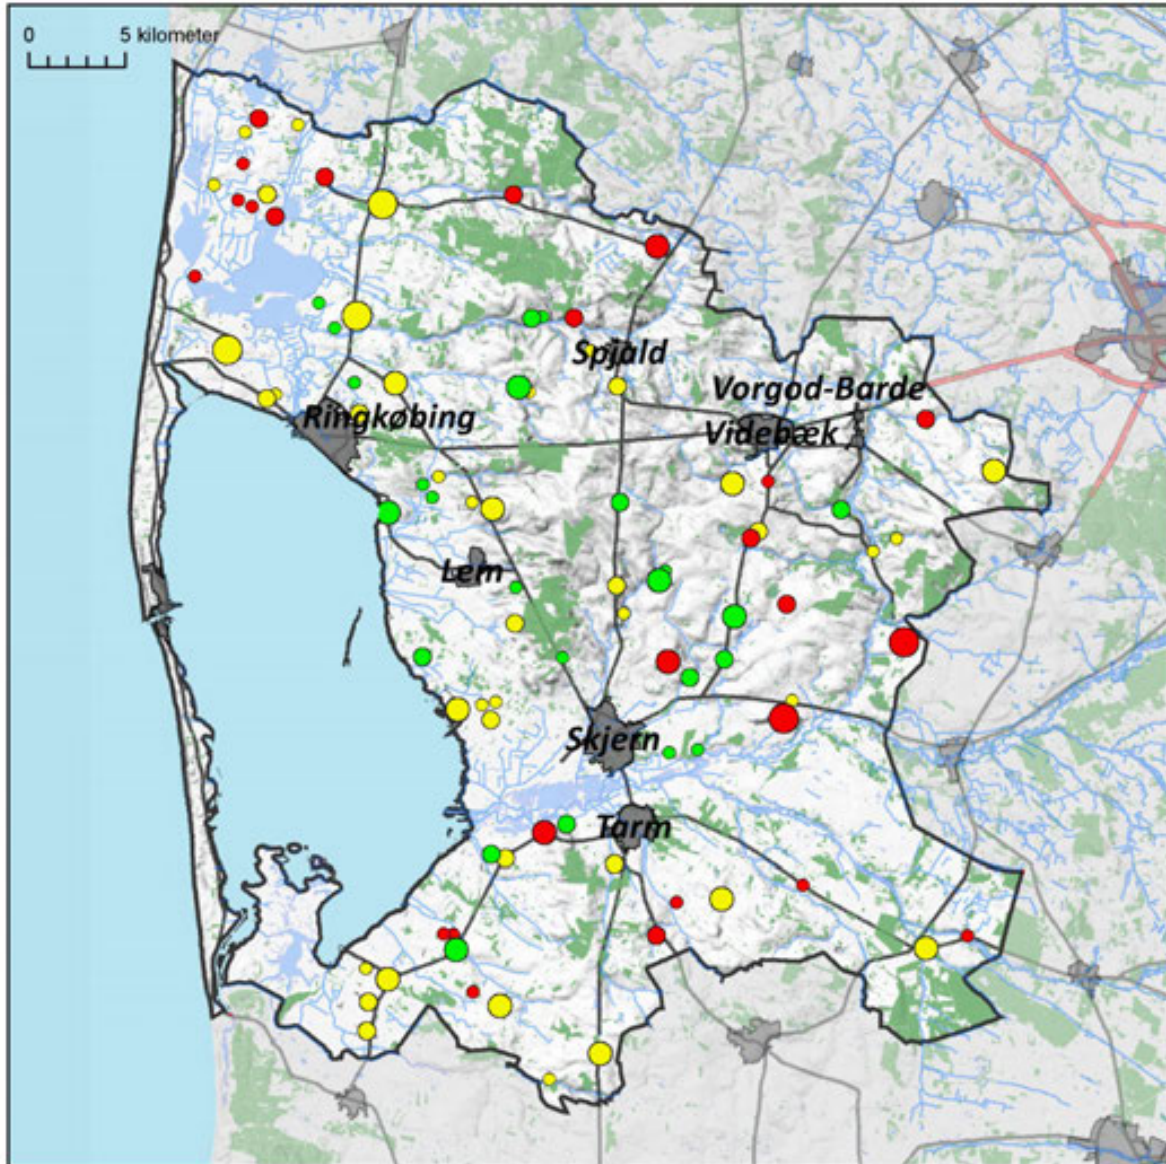 0 5 kilometer
Spjald
Vorgod-Barde
Ringkøbing
Videbæk
Lem
Skjern
Tarm